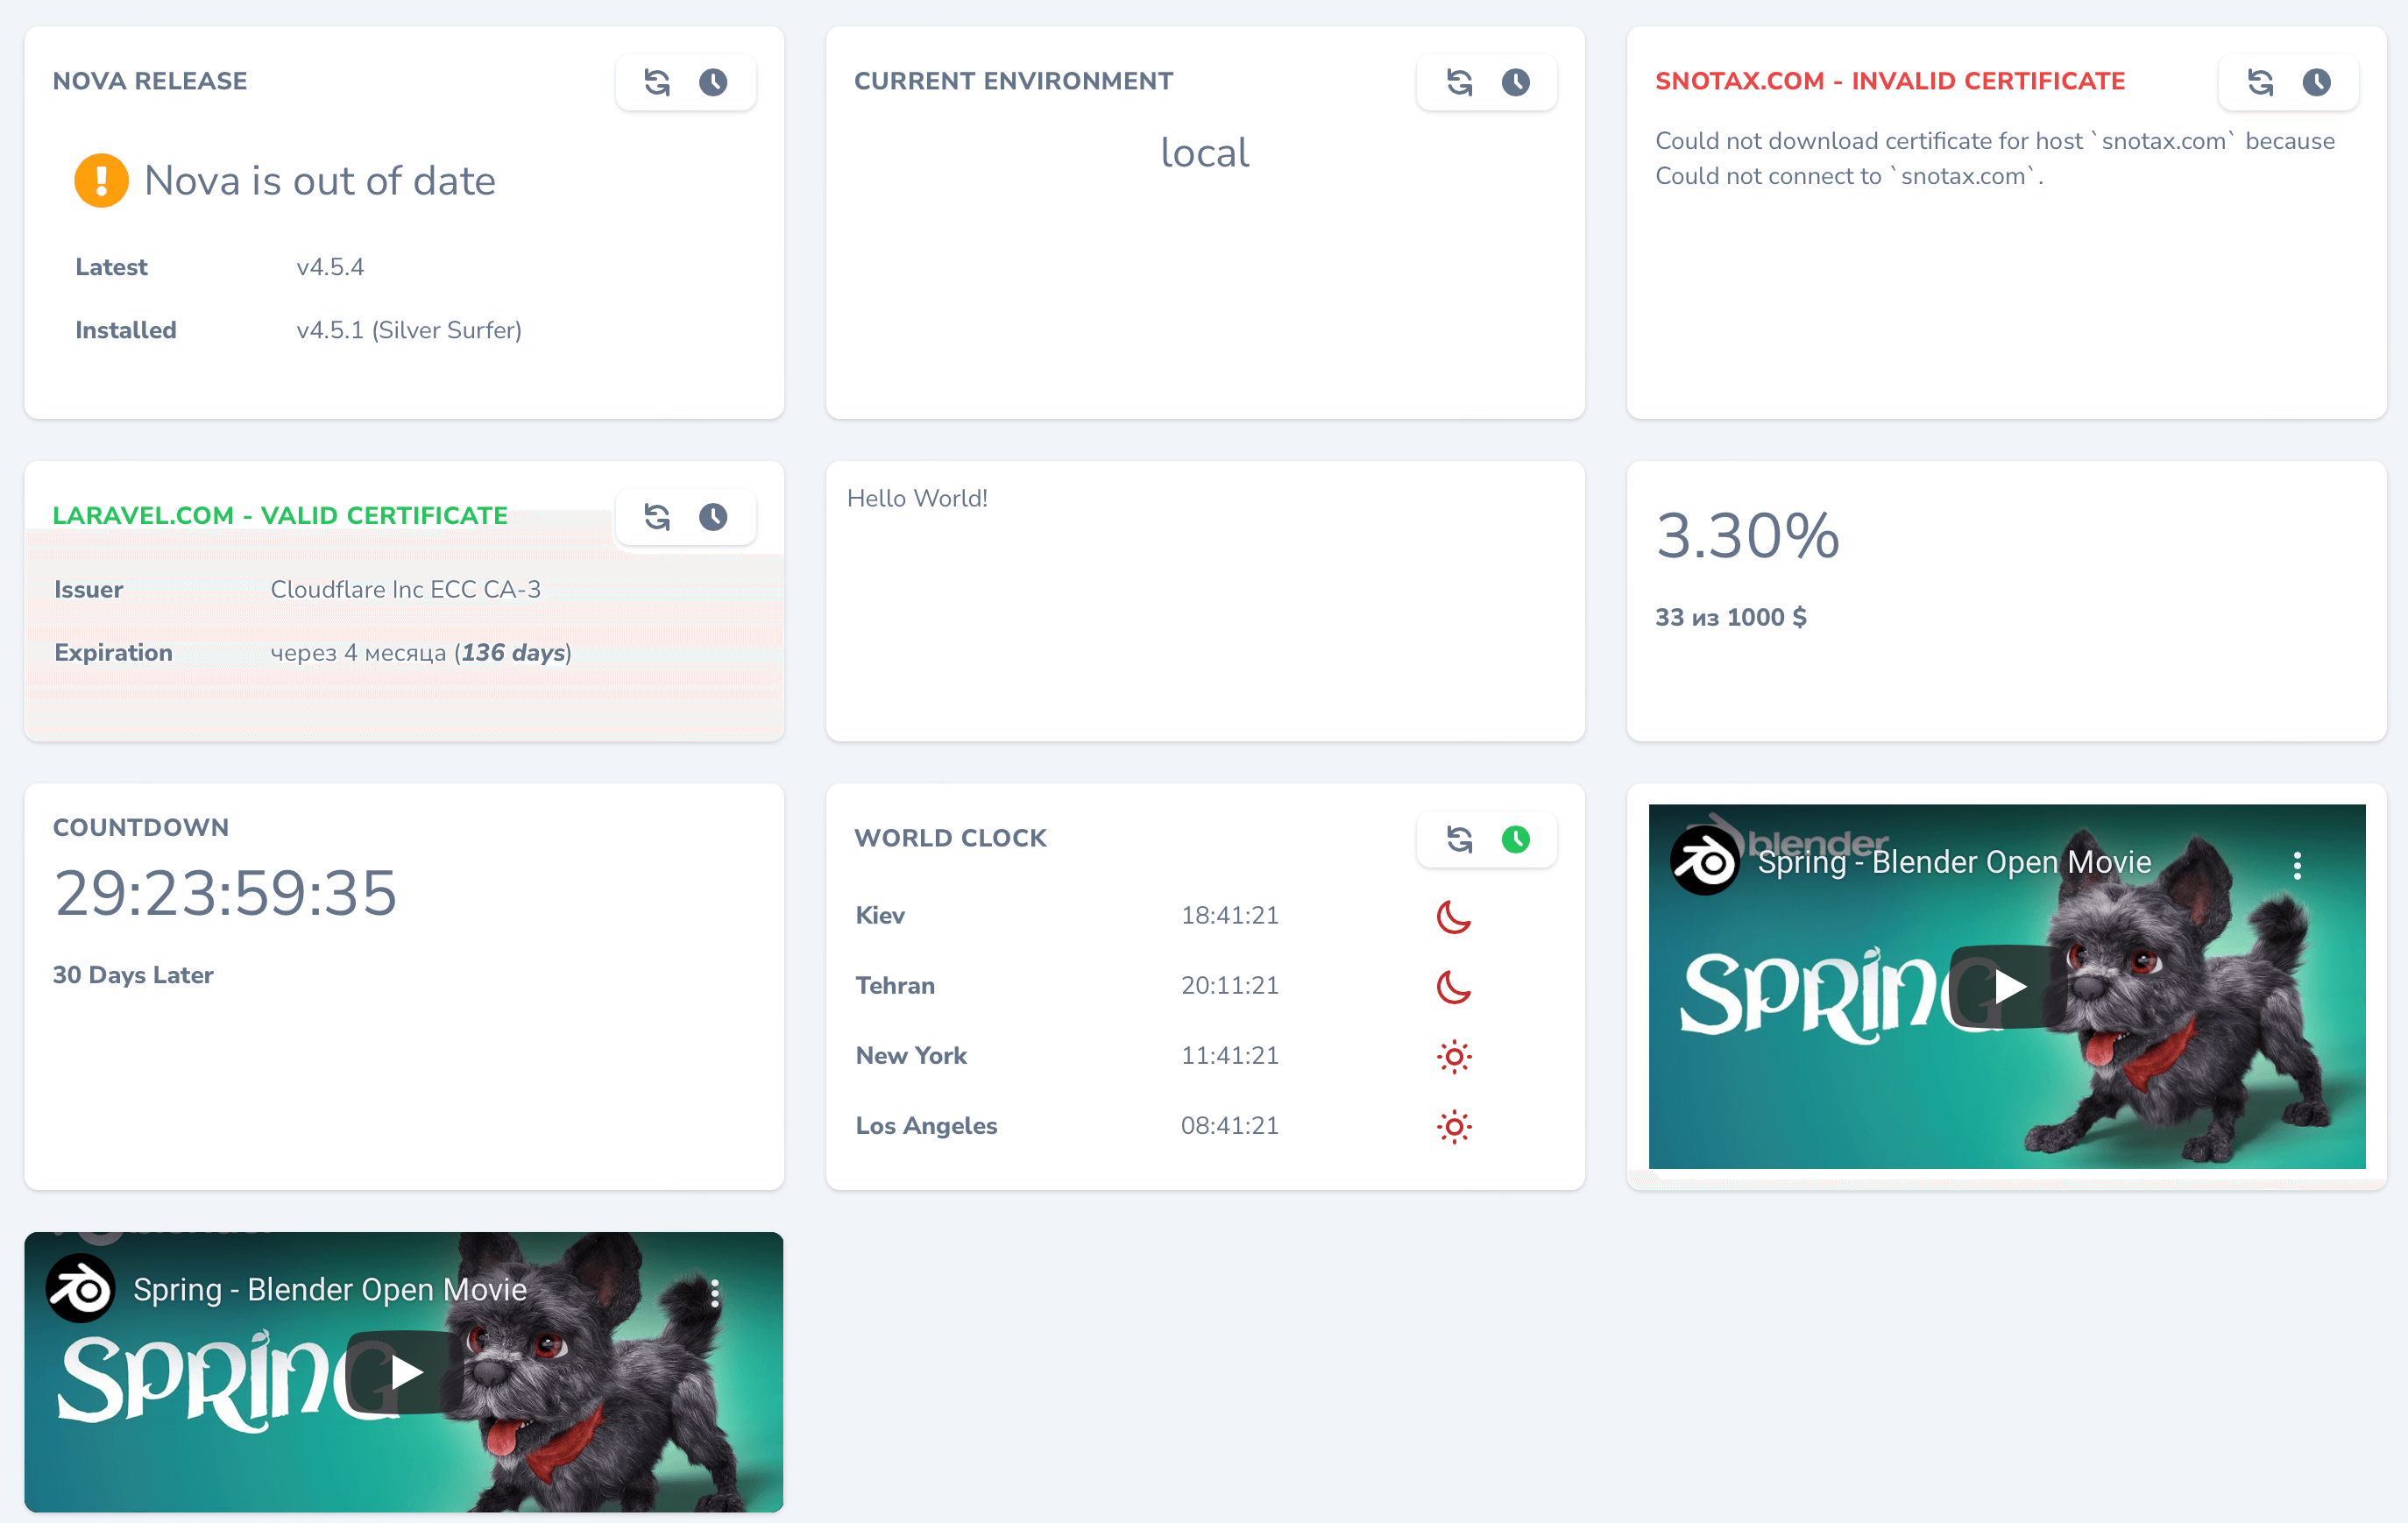 NOVA RELEASE
Nova is out of date
Latest v4.5.4
Installed v4.5.1 (Silver Surfer)
CURRENT ENVIRONMENT
local
SNOTAX.COM - INVALID CERTIFICATE
Could not download certificate for host `snotax.com` because
Could not connect to `snotax.com`.
LARAVEL.COM - VALID CERTIFICATE
Issuer Cloudflare Inc ECC CA-3
Expiration через 4 месяца (136 days)
Hello World!
3.30%
33 из 1000 $
COUNTDOWN
29:23:59:35
30 Days Later
WORLD CLOCK
Kiev 18:41:21
Tehran 20:11:21
New York 11:41:21
Los Angeles 08:41:21
blender
Spring - Blender Open Movie
SPRING
Spring - Blender Open Movie
SPRING